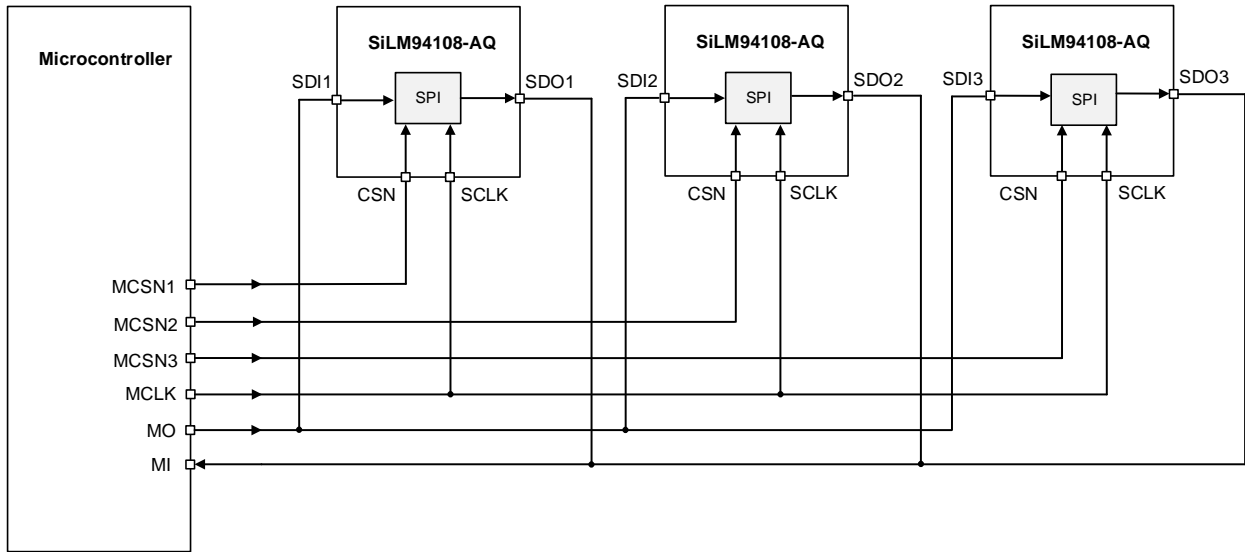 Microcontroller
SiLM94108-AQ
SiLM94108-AQ
SiLM94108-AQ
SDI1
SPI
SDO1
SDI2
SPI
SDO2
SDI3
SPI
SDO3
CSN
SCLK
CSN
SCLK
CSN
SCLK
MCSN1
MCSN2
MCSN3
MCLK
MO
MI